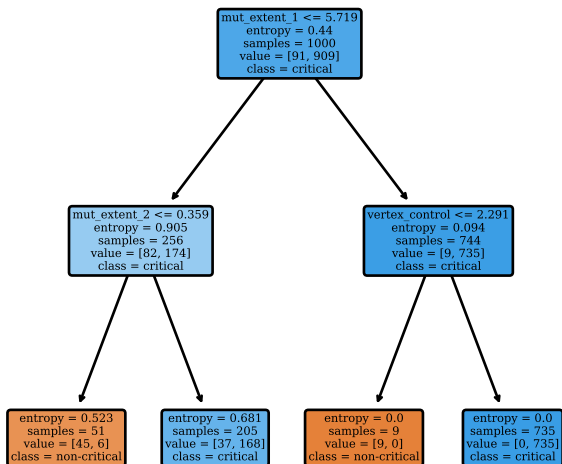 mut_extent_1 <= 5.719
entropy = 0.44
samples = 1000
value = [91, 909]
class = critical
mut_extent_2 <= 0.359
entropy = 0.905
samples = 256
value = [82, 174]
class = critical
vertex_control <= 2.291
entropy = 0.094
samples = 744
value = [9, 735]
class = critical
entropy = 0.523
samples = 51
value = [45, 6]
class = non-critical
entropy = 0.681
samples = 205
value = [37, 168]
class = critical
entropy = 0.0
samples = 9
value = [9, 0]
class = non-critical
entropy = 0.0
samples = 735
value = [0, 735]
class = critical